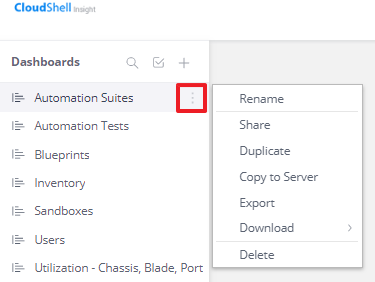 CloudShell Insight
Dashboards
Automation Suites
Automation Tests
Blueprints
Inventory
Sandboxes
Users
Utilization - Chassis, Blade, Port
Rename
Share
Duplicate
Copy to Server
Export
Download
Delete